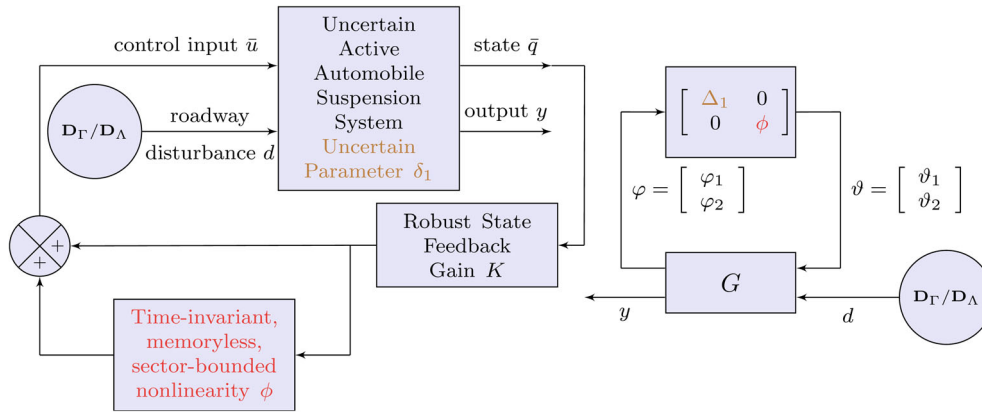 control input ū
D_Γ/D_Λ
roadway
disturbance d
Uncertain
Active
Automobile
Suspension
System
Uncertain
Parameter δ₁
state q̄
output y
Robust State
Feedback
Gain K
+
+
Time-invariant,
memoryless,
sector-bounded
nonlinearity ϕ
Δ₁ 0
0 ϕ
φ = [ φ₁
φ₂ ]
ϑ = [ ϑ₁
ϑ₂ ]
G
y
d
D_Γ/D_Λ